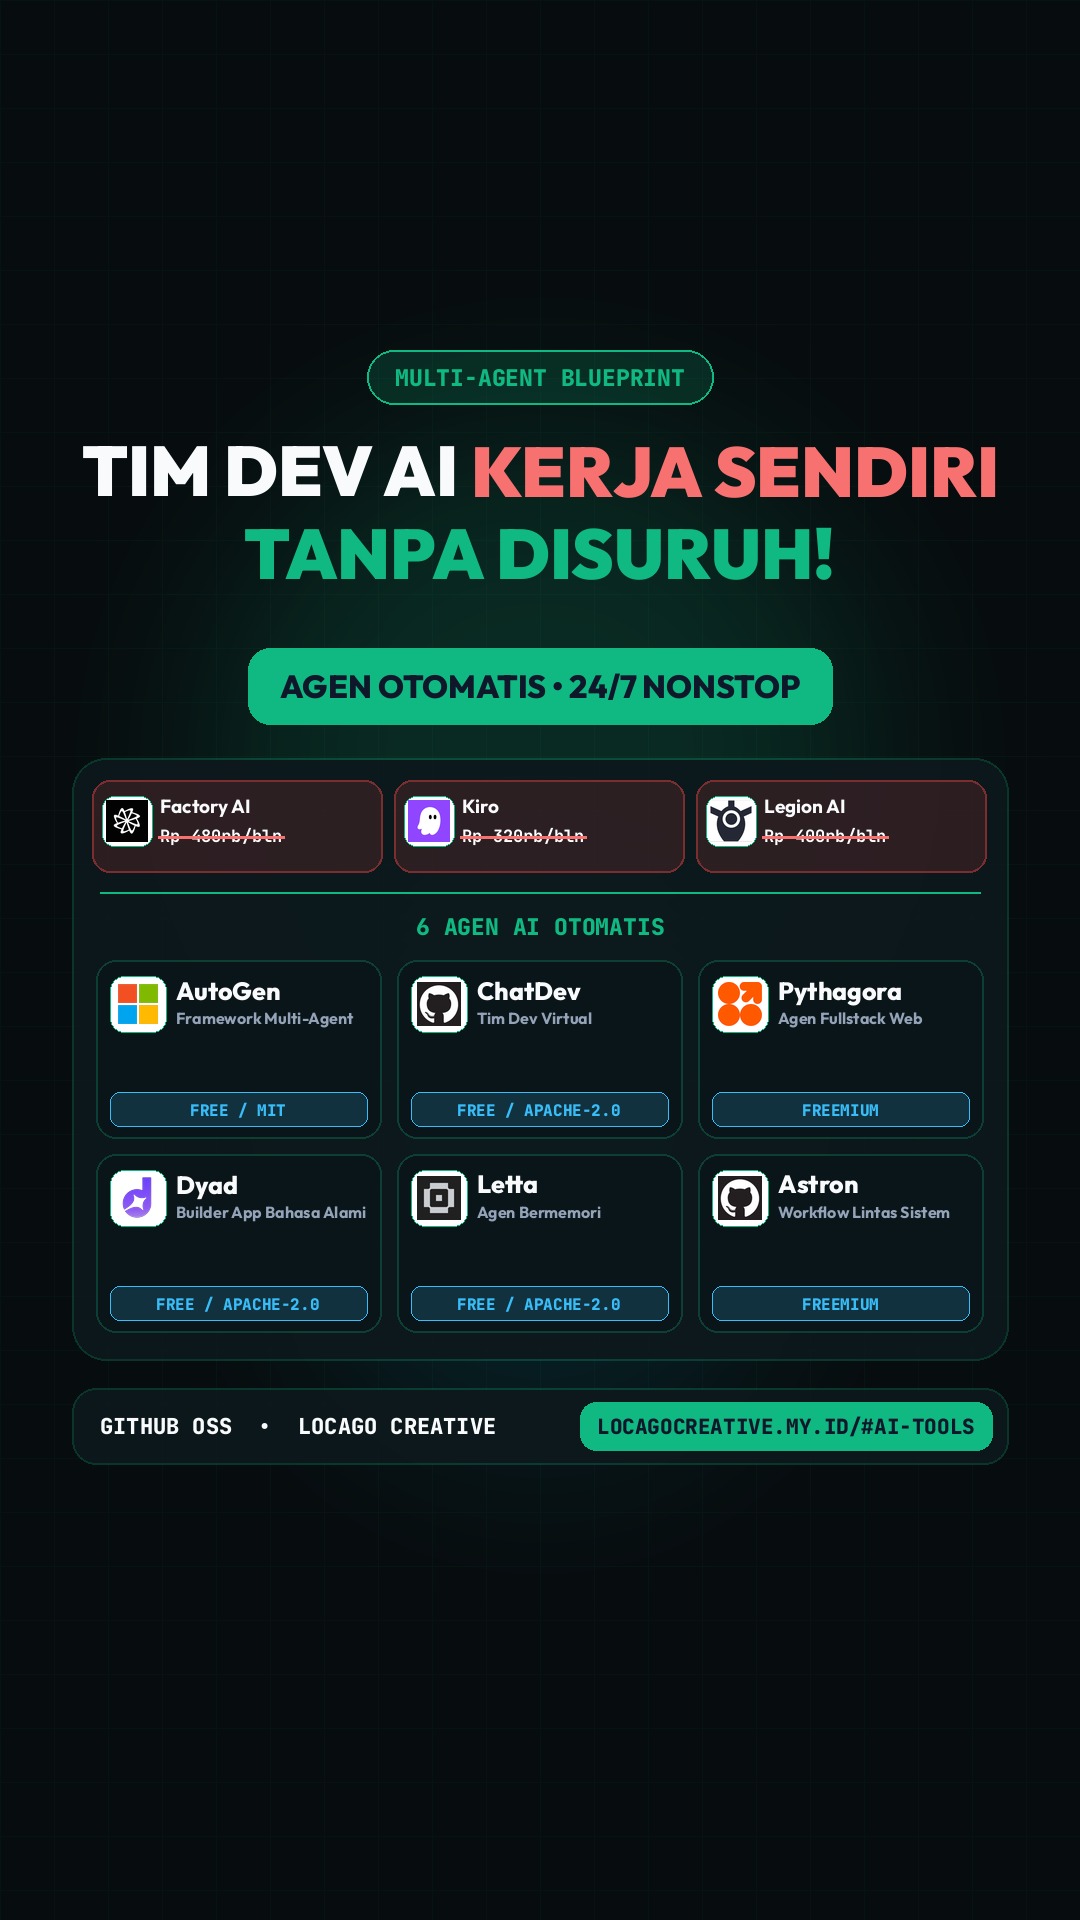 MULTI-AGENT BLUEPRINT
TIM DEV AI KERJA SENDIRI
TANPA DISURUH!
AGEN OTOMATIS • 24/7 NONSTOP
Factory AI
Rp 480rb/bln
Kiro
Rp 320rb/bln
Legion AI
Rp 400rb/bln
6 AGEN AI OTOMATIS
AutoGen
Framework Multi-Agent
FREE / MIT
ChatDev
Tim Dev Virtual
FREE / APACHE-2.0
Pythagora
Agen Fullstack Web
FREEMIUM
Dyad
Builder App Bahasa Alami
FREE / APACHE-2.0
Letta
Agen Bermemori
FREE / APACHE-2.0
Astron
Workflow Lintas Sistem
FREEMIUM
GITHUB OSS • LOCAGO CREATIVE
LOCAGOCREATIVE.MY.ID/#AI-TOOLS